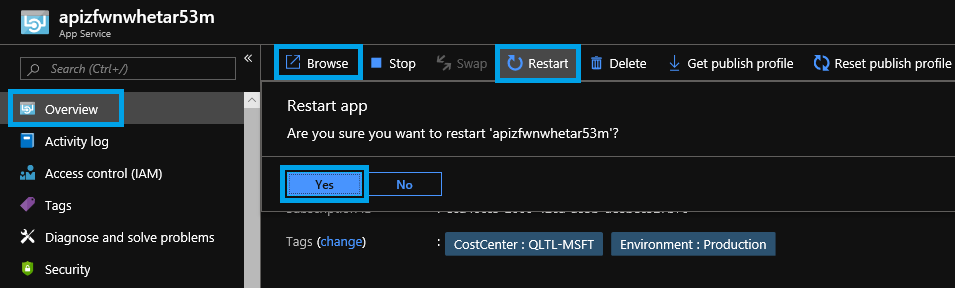 apizfwnwhetar53m
App Service
Search (Ctrl+/)
«
Browse Stop Swap Restart Delete Get publish profile Reset publish profile
Restart app
Are you sure you want to restart 'apizfwnwhetar53m'?
Yes No
Overview
Activity log
Access control (IAM)
Tags
Diagnose and solve problems
Security
Tags (change) : CostCenter : QLTL-MSFT Environment : Production